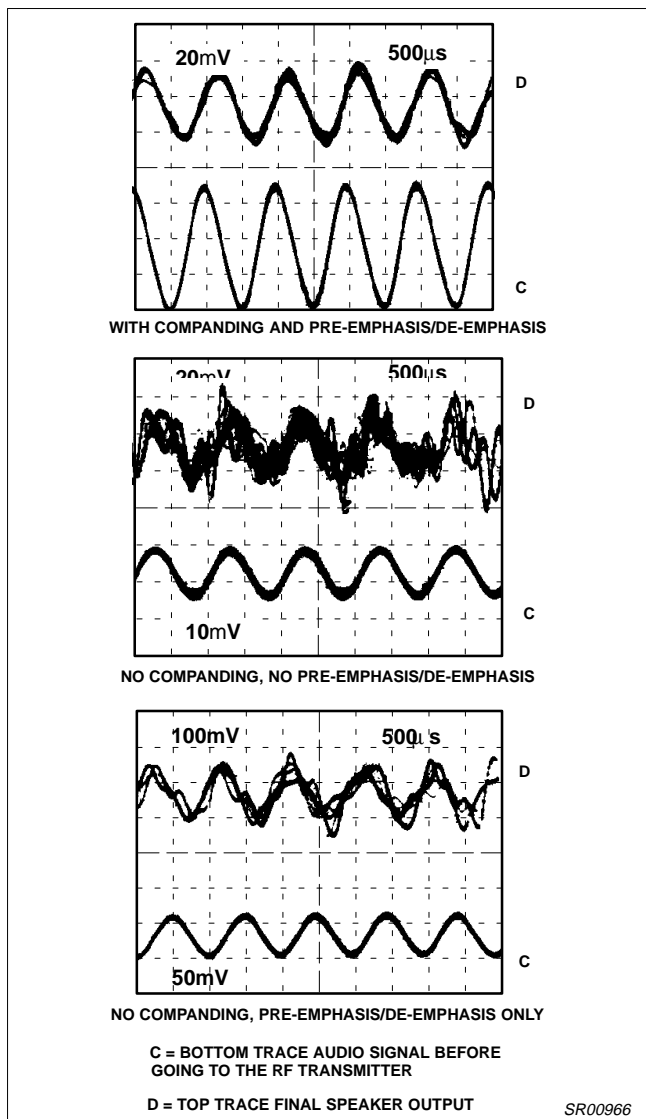 20mV 500μs
D
C
WITH COMPANDING AND PRE-EMPHASIS/DE-EMPHASIS
20mV 500μs
D
C
10mV
NO COMPANDING, NO PRE-EMPHASIS/DE-EMPHASIS
100mV 500μs
D
C
50mV
NO COMPANDING, PRE-EMPHASIS/DE-EMPHASIS ONLY
C = BOTTOM TRACE AUDIO SIGNAL BEFORE
GOING TO THE RF TRANSMITTER
D = TOP TRACE FINAL SPEAKER OUTPUT
SR00966